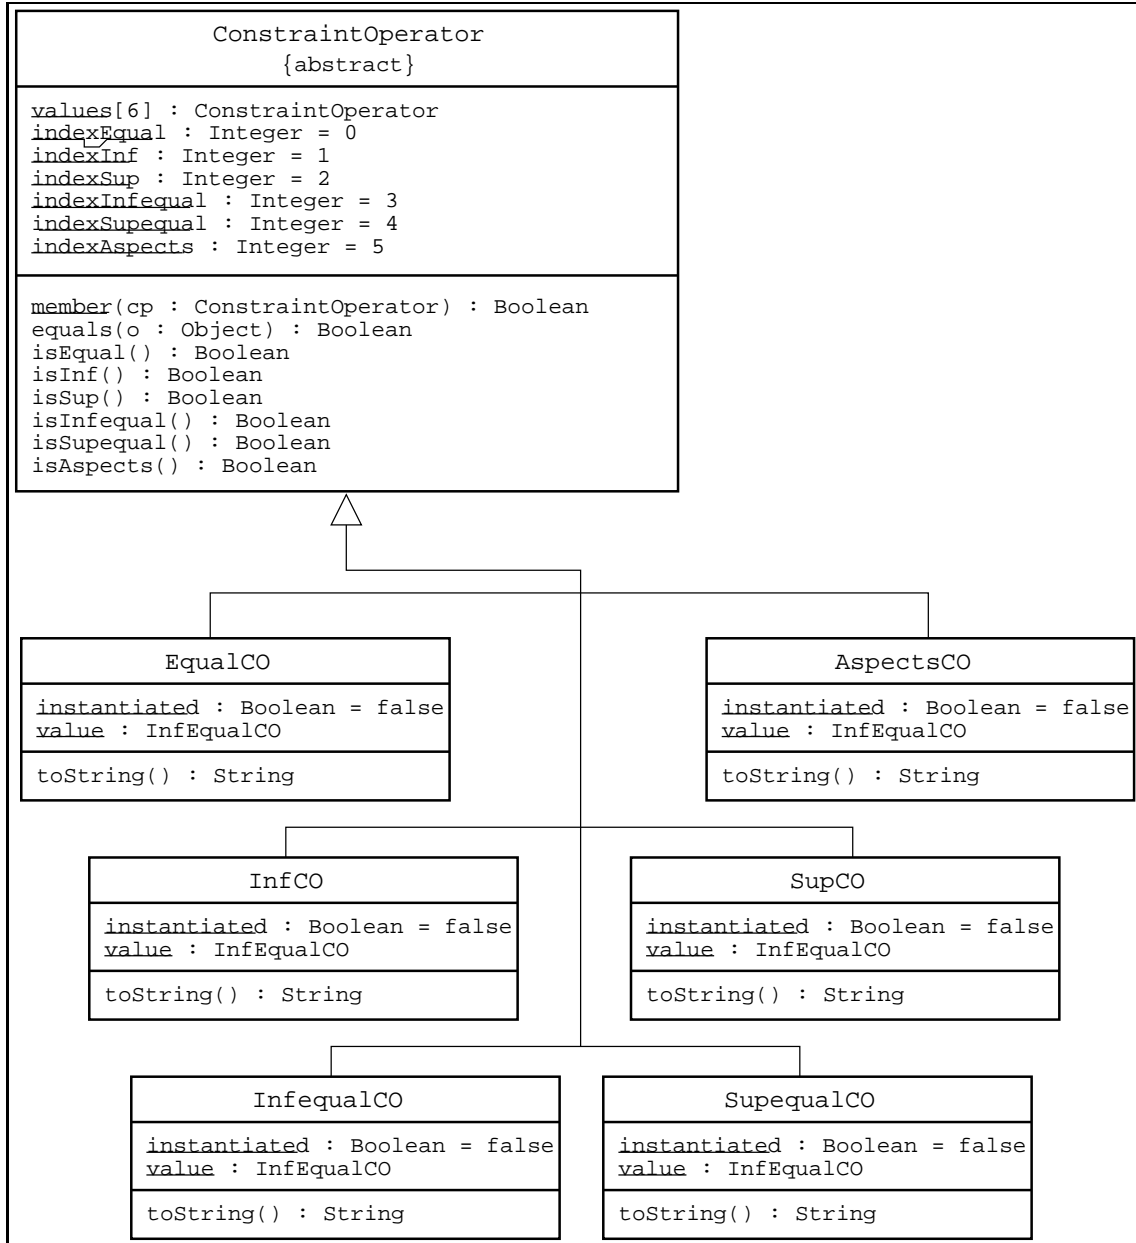 ConstraintOperator
{abstract}
values[6] : ConstraintOperator
indexEqual : Integer = 0
indexInf : Integer = 1
indexSup : Integer = 2
indexInfequal : Integer = 3
indexSupequal : Integer = 4
indexAspects : Integer = 5
member(cp : ConstraintOperator) : Boolean
equals(o : Object) : Boolean
isEqual() : Boolean
isInf() : Boolean
isSup() : Boolean
isInfequal() : Boolean
isSupequal() : Boolean
isAspects() : Boolean
EqualCO
instantiated : Boolean = false
value : InfEqualCO
toString() : String
AspectsCO
instantiated : Boolean = false
value : InfEqualCO
toString() : String
InfCO
instantiated : Boolean = false
value : InfEqualCO
toString() : String
SupCO
instantiated : Boolean = false
value : InfEqualCO
toString() : String
InfequalCO
instantiated : Boolean = false
value : InfEqualCO
toString() : String
SupequalCO
instantiated : Boolean = false
value : InfEqualCO
toString() : String